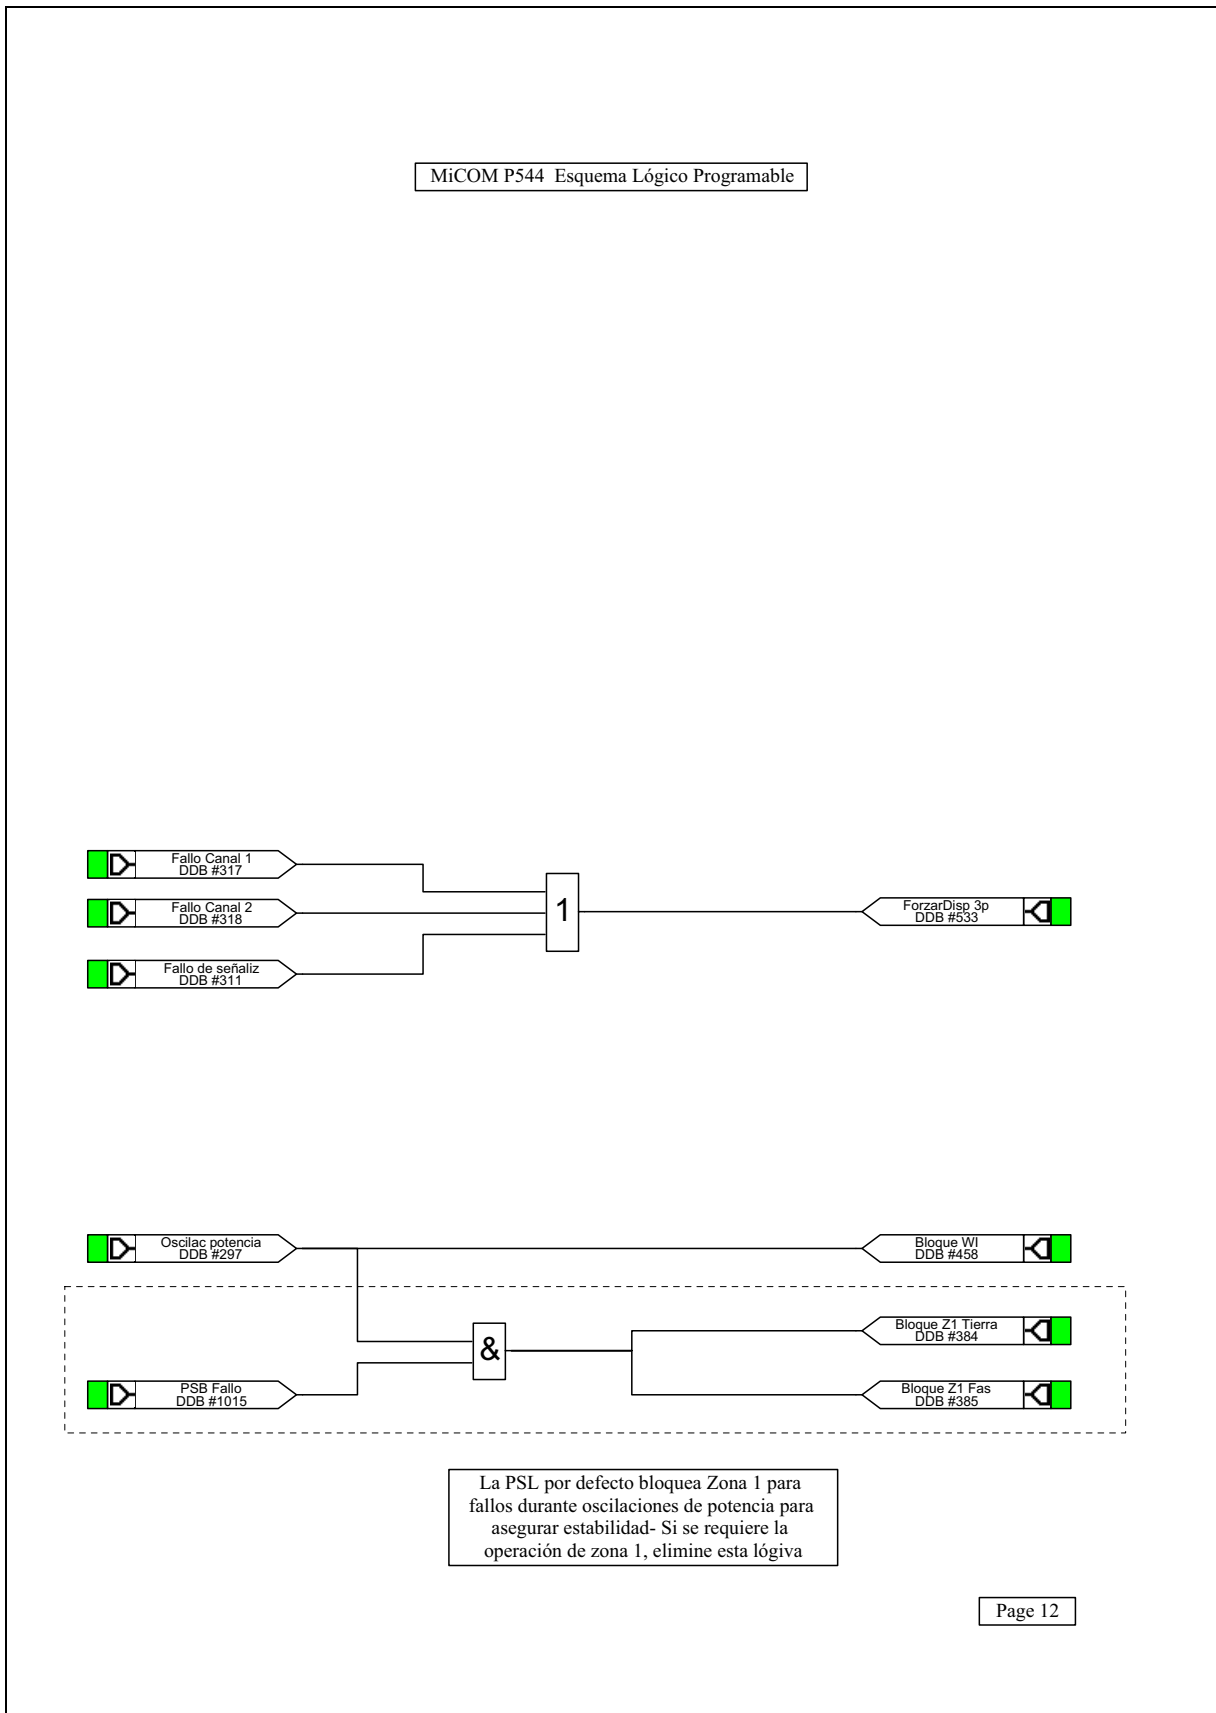 MiCOM P544 Esquema Lógico Programable
Fallo Canal 1
DDB #317
Fallo Canal 2
DDB #318
Fallo de señaliz
DDB #311
1
ForzarDisp 3p
DDB #533
Oscilac potencia
DDB #297
Bloque WI
DDB #458
&
PSB Fallo
DDB #1015
Bloque Z1 Tierra
DDB #384
Bloque Z1 Fas
DDB #385
La PSL por defecto bloquea Zona 1 para
fallos durante oscilaciones de potencia para
asegurar estabilidad- Si se requiere la
operación de zona 1, elimine esta lógiva
Page 12